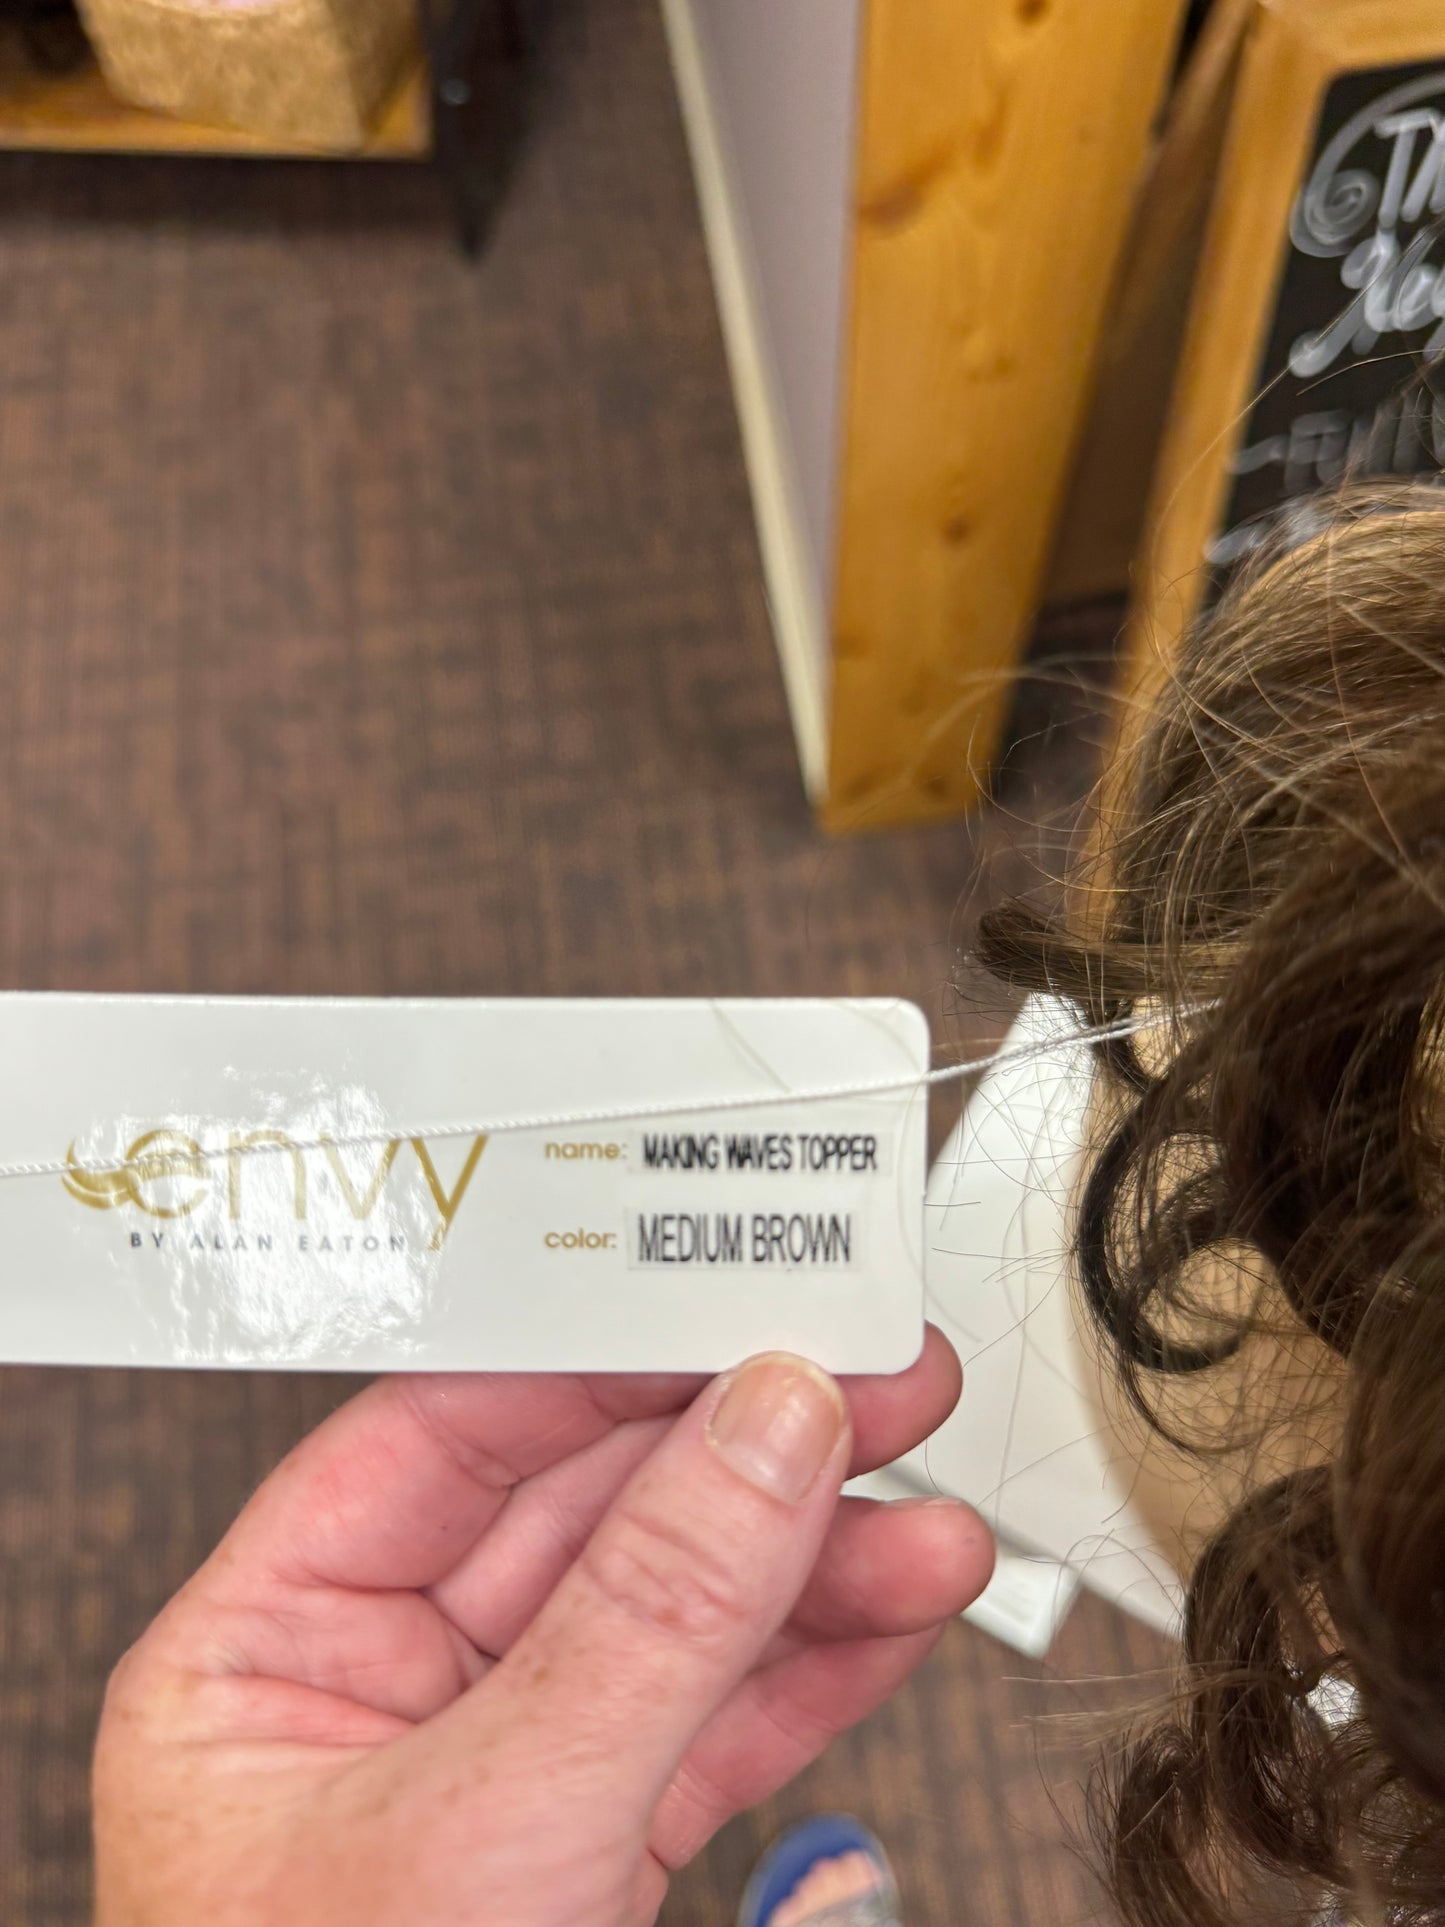 envy
BY ALAN EATON
name: MAKING WAVES TOPPER
color: MEDIUM BROWN